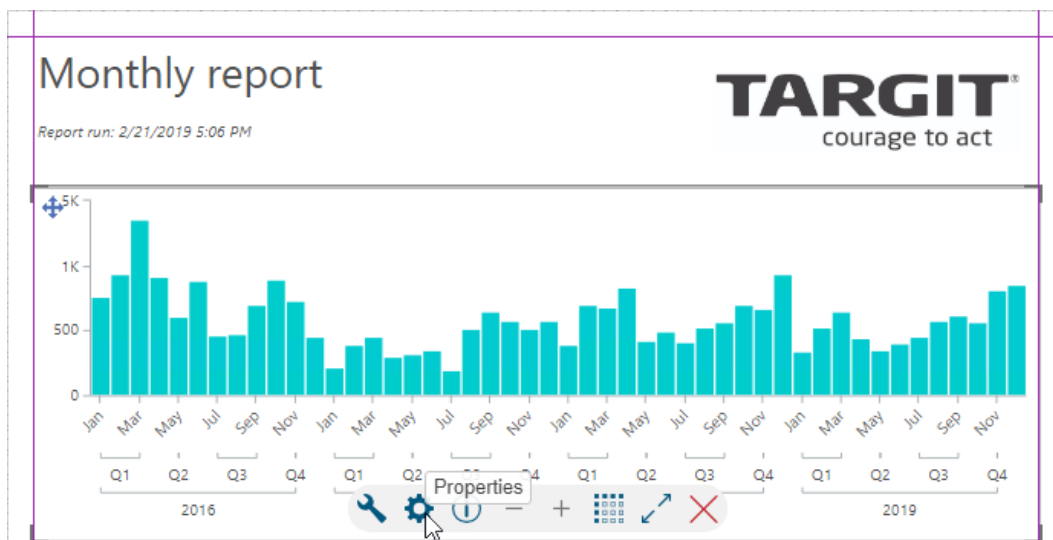 Monthly report
TARGIT®
Report run: 2/21/2019 5:06 PM
courage to act
5K
1K
500
0
Jan Mar May Jul Sep Nov Jan Mar May Jul Sep Nov Jan Mar May Jul Sep Nov Jan Mar May Jul Sep Nov
Q1 Q2 Q3 Q4 Q1 Q2 Q1 Q2 Q3 Q4 Q1 Q2 Q3 Q4
Properties
2016 2019